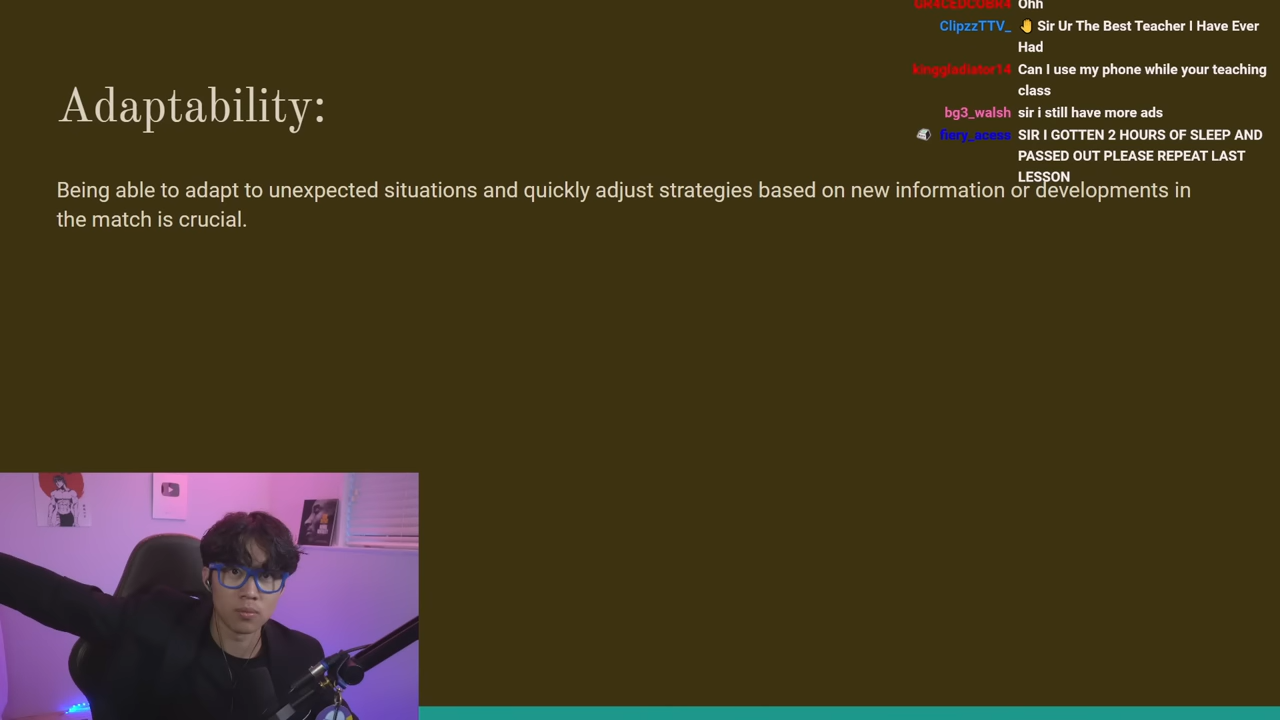 GR4CEDCOBR4 Ohh
ClipzzTTV_ 🤚 Sir Ur The Best Teacher I Have Ever
Had
kinggladiator14 Can I use my phone while your teaching
class
bg3_walsh sir i still have more ads
fiery_acess SIR I GOTTEN 2 HOURS OF SLEEP AND
PASSED OUT PLEASE REPEAT LAST
LESSON
Adaptability:
Being able to adapt to unexpected situations and quickly adjust strategies based on new information or developments in
the match is crucial.